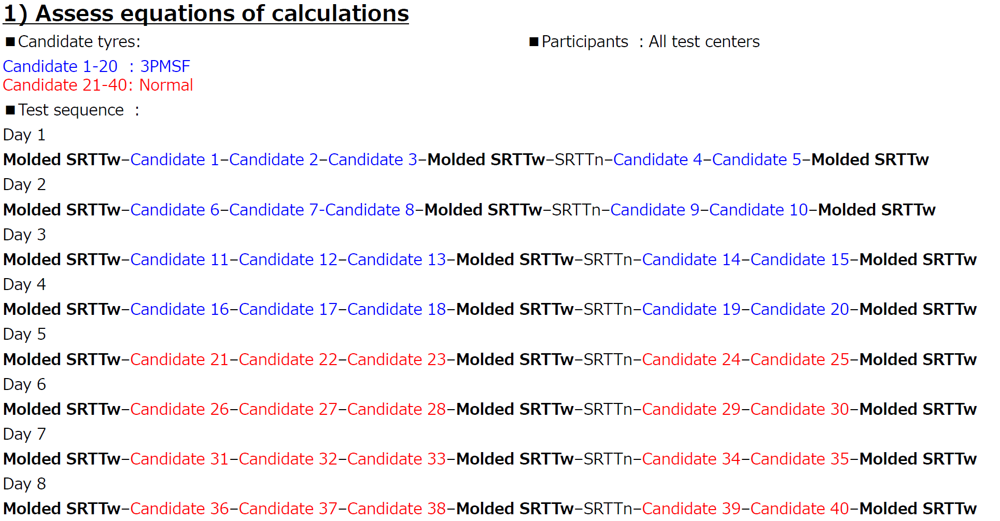 1) Assess equations of calculations
■Candidate tyres:
■Participants : All test centers
Candidate 1-20 : 3PMSF
Candidate 21-40: Normal
■Test sequence :
Day 1
Molded SRTTw–Candidate 1–Candidate 2–Candidate 3–Molded SRTTw–SRTTn–Candidate 4–Candidate 5–Molded SRTTw
Day 2
Molded SRTTw–Candidate 6–Candidate 7-Candidate 8–Molded SRTTw–SRTTn–Candidate 9–Candidate 10–Molded SRTTw
Day 3
Molded SRTTw–Candidate 11–Candidate 12–Candidate 13–Molded SRTTw–SRTTn–Candidate 14–Candidate 15–Molded SRTTw
Day 4
Molded SRTTw–Candidate 16–Candidate 17–Candidate 18–Molded SRTTw–SRTTn–Candidate 19–Candidate 20–Molded SRTTw
Day 5
Molded SRTTw–Candidate 21–Candidate 22–Candidate 23–Molded SRTTw–SRTTn–Candidate 24–Candidate 25–Molded SRTTw
Day 6
Molded SRTTw–Candidate 26–Candidate 27–Candidate 28–Molded SRTTw–SRTTn–Candidate 29–Candidate 30–Molded SRTTw
Day 7
Molded SRTTw–Candidate 31–Candidate 32–Candidate 33–Molded SRTTw–SRTTn–Candidate 34–Candidate 35–Molded SRTTw
Day 8
Molded SRTTw–Candidate 36–Candidate 37–Candidate 38–Molded SRTTw–SRTTn–Candidate 39–Candidate 40–Molded SRTTw